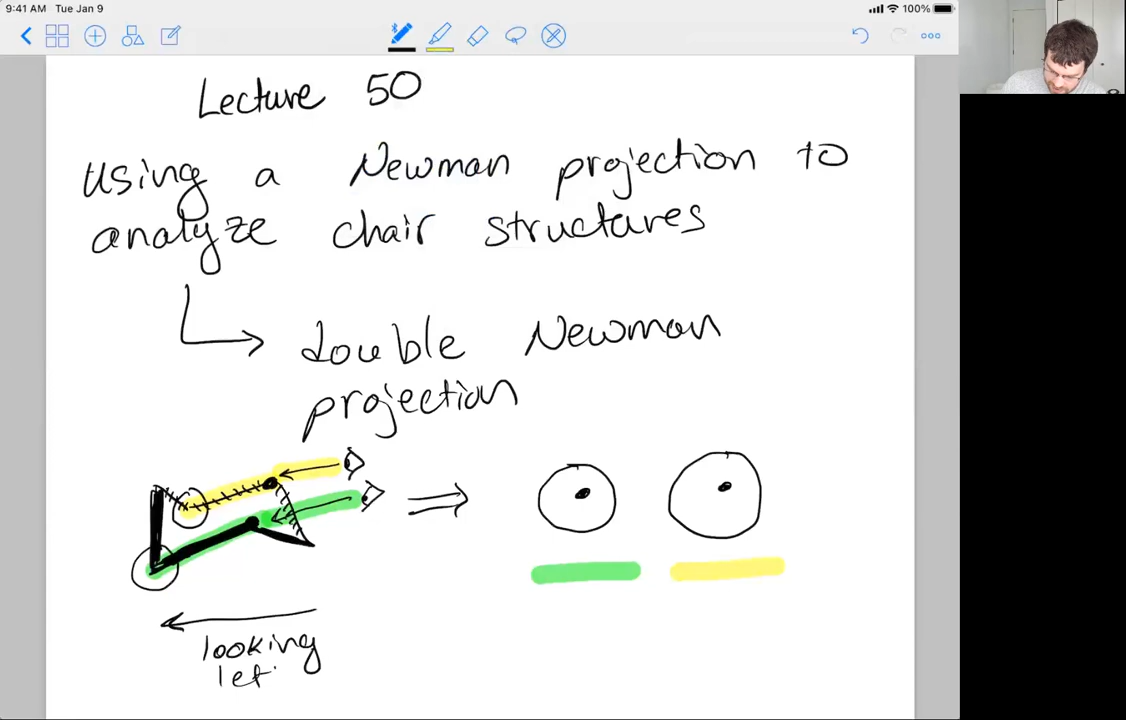 9:41 AM Tue Jan 9
100%
Lecture 50
Using a Newman projection to
analyze chair structures
double Newman
projection
looking
lef